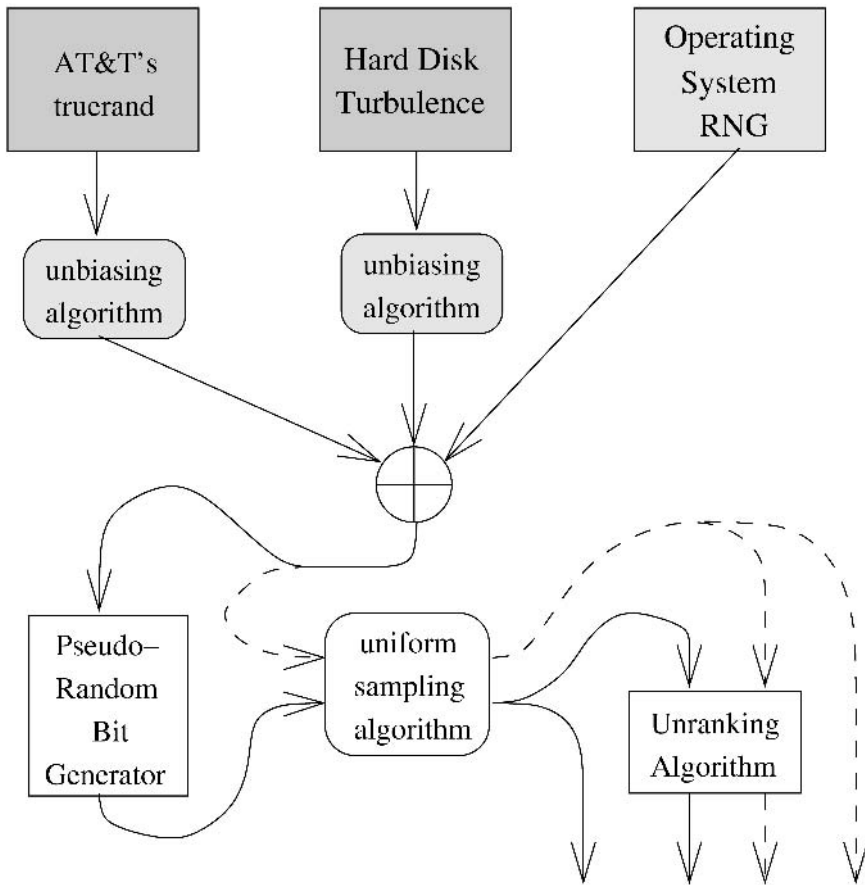 AT&T's
truerand
Hard Disk
Turbulence
Operating
System
RNG
unbiasing
algorithm
unbiasing
algorithm
Pseudo–
Random
Bit
Generator
uniform
sampling
algorithm
Unranking
Algorithm